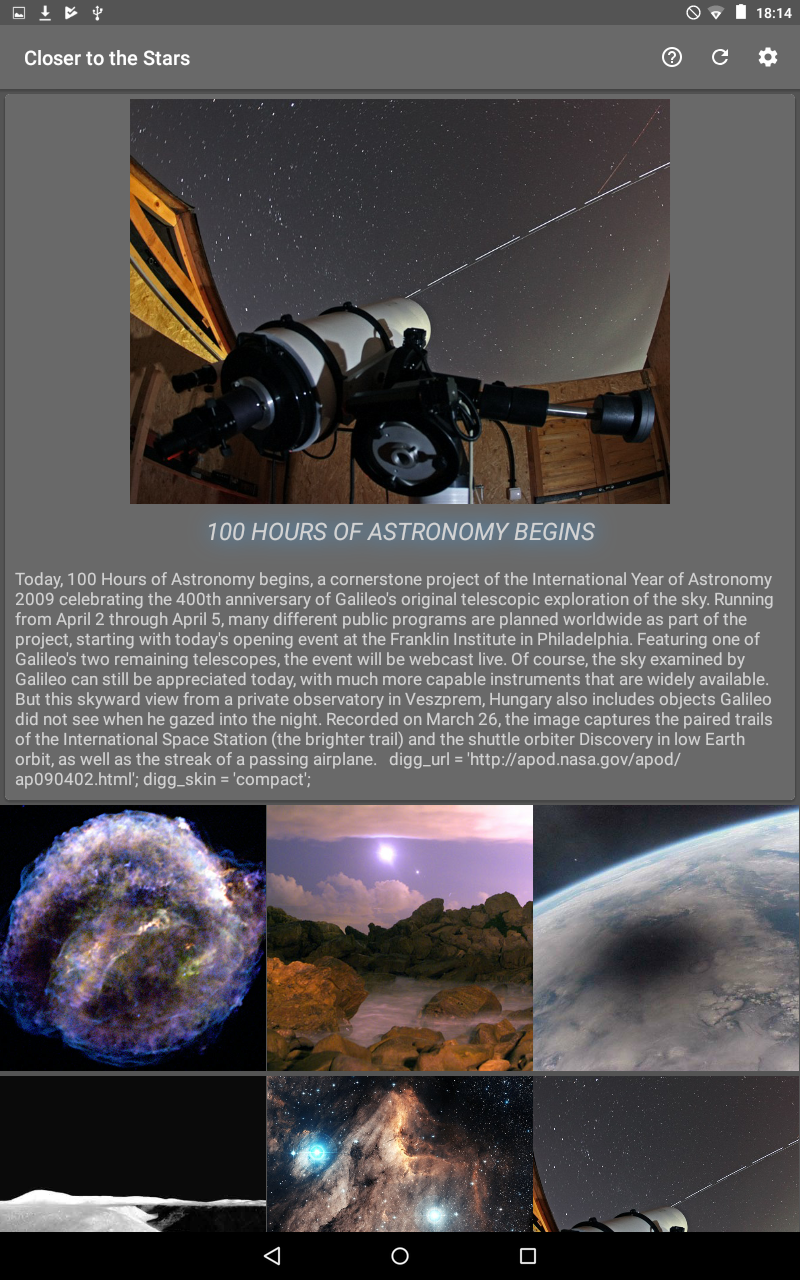 18:14
Closer to the Stars
100 HOURS OF ASTRONOMY BEGINS
Today, 100 Hours of Astronomy begins, a cornerstone project of the International Year of Astronomy
2009 celebrating the 400th anniversary of Galileo's original telescopic exploration of the sky. Running
from April 2 through April 5, many different public programs are planned worldwide as part of the
project, starting with today's opening event at the Franklin Institute in Philadelphia. Featuring one of
Galileo's two remaining telescopes, the event will be webcast live. Of course, the sky examined by
Galileo can still be appreciated today, with much more capable instruments that are widely available.
But this skyward view from a private observatory in Veszprem, Hungary also includes objects Galileo
did not see when he gazed into the night. Recorded on March 26, the image captures the paired trails
of the International Space Station (the brighter trail) and the shuttle orbiter Discovery in low Earth
orbit, as well as the streak of a passing airplane.   digg_url = 'http://apod.nasa.gov/apod/
ap090402.html'; digg_skin = 'compact';